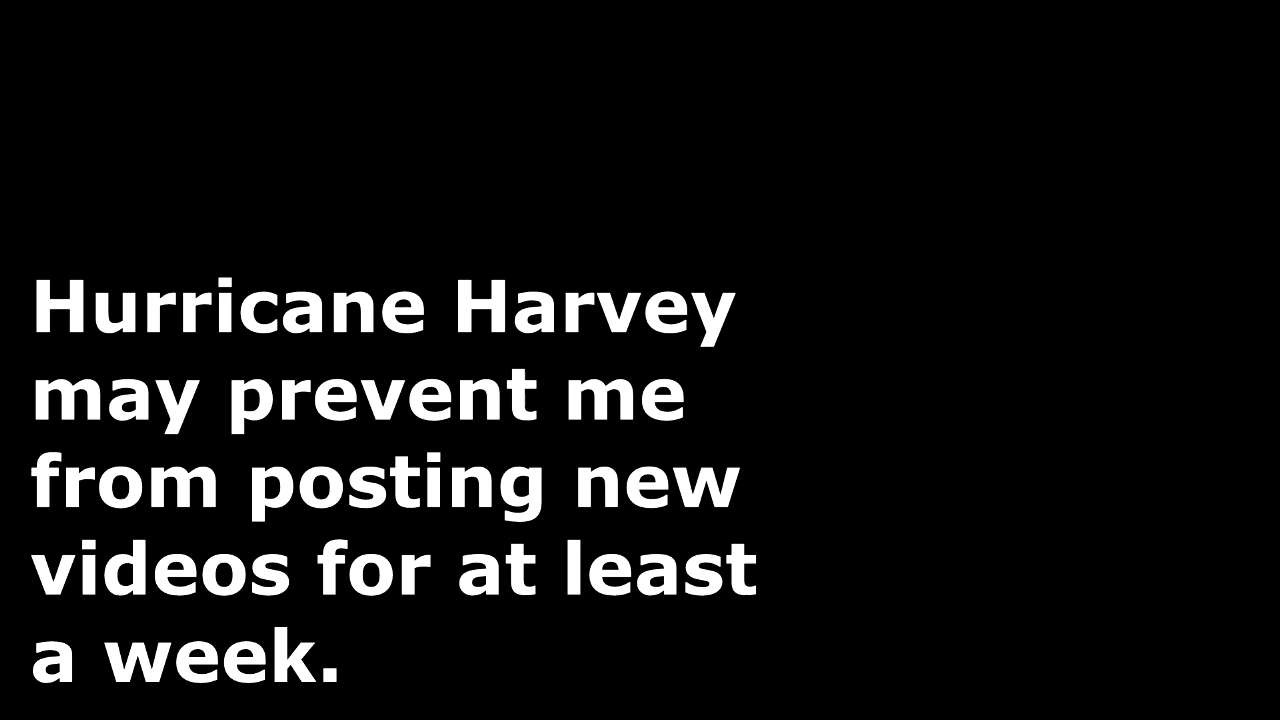 Hurricane Harvey
may prevent me
from posting new
videos for at least
a week.